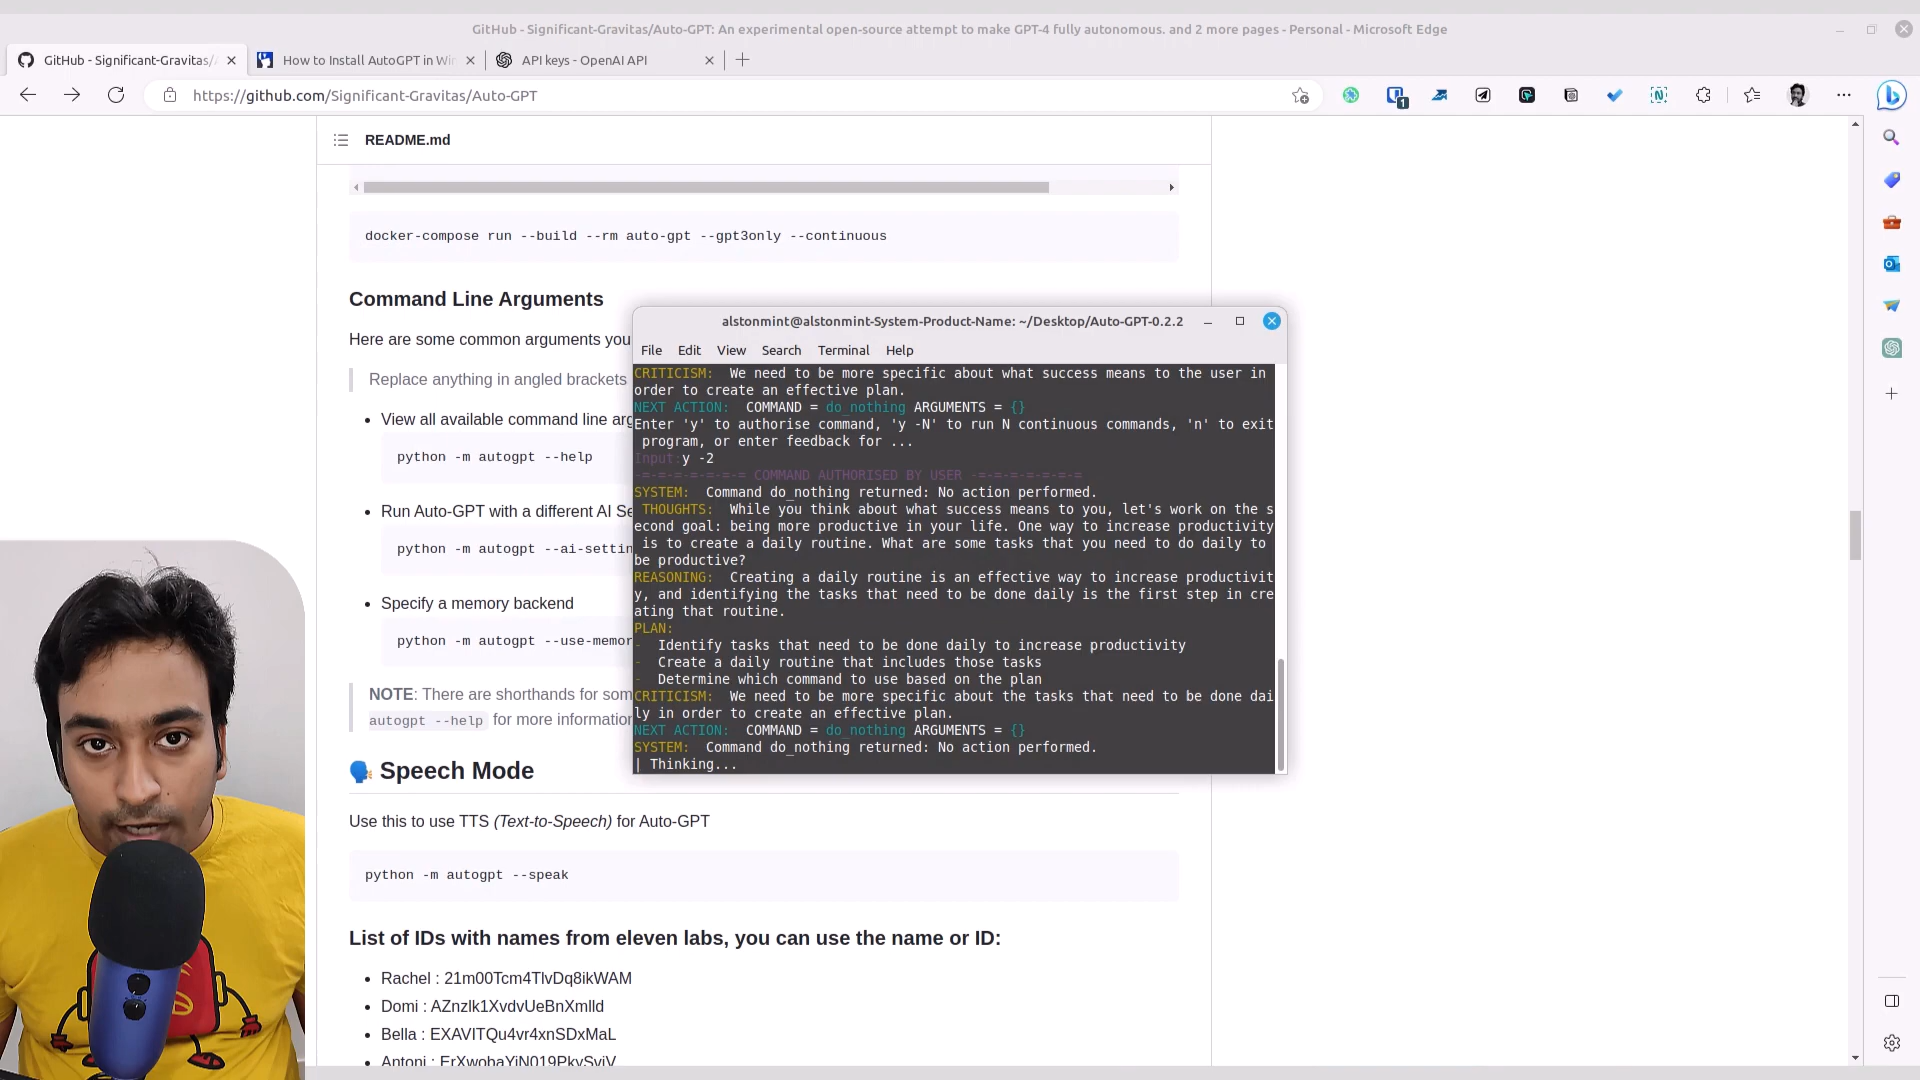 GitHub - Significant-Gravitas/Auto-GPT: An experimental open-source attempt to make GPT-4 fully autonomous. and 2 more pages - Personal - Microsoft Edge
GitHub - Significant-Gravitas/
How to Install AutoGPT in Win
API keys - OpenAI API
https://github.com/Significant-Gravitas/Auto-GPT
1
README.md
docker-compose run --build --rm auto-gpt --gpt3only --continuous
Command Line Arguments
Here are some common arguments you
Replace anything in angled brackets
View all available command line arg
python -m autogpt --help
Run Auto-GPT with a different AI Se
python -m autogpt --ai-settin
Specify a memory backend
python -m autogpt --use-memor
NOTE: There are shorthands for som
autogpt --help for more information
🗣️ Speech Mode
Use this to use TTS (Text-to-Speech) for Auto-GPT
python -m autogpt --speak
List of IDs with names from eleven labs, you can use the name or ID:
Rachel : 21m00Tcm4TlvDq8ikWAM
Domi : AZnzlk1XvdvUeBnXmlld
Bella : EXAVITQu4vr4xnSDxMaL
Antoni : ErXwobaYiN019PkySvjV
alstonmint@alstonmint-System-Product-Name: ~/Desktop/Auto-GPT-0.2.2
File Edit View Search Terminal Help
CRITICISM:  We need to be more specific about what success means to the user in
order to create an effective plan.
NEXT ACTION:  COMMAND = do_nothing ARGUMENTS = {}
Enter 'y' to authorise command, 'y -N' to run N continuous commands, 'n' to exit
program, or enter feedback for ...
Input:y -2
-=-=-=-=-=-=-= COMMAND AUTHORISED BY USER -=-=-=-=-=-=-=
SYSTEM:  Command do_nothing returned: No action performed.
THOUGHTS:  While you think about what success means to you, let's work on the s
econd goal: being more productive in your life. One way to increase productivity
is to create a daily routine. What are some tasks that you need to do daily to
be productive?
REASONING:  Creating a daily routine is an effective way to increase productivit
y, and identifying the tasks that need to be done daily is the first step in cre
ating that routine.
PLAN:
-  Identify tasks that need to be done daily to increase productivity
-  Create a daily routine that includes those tasks
-  Determine which command to use based on the plan
CRITICISM:  We need to be more specific about the tasks that need to be done dai
ly in order to create an effective plan.
NEXT ACTION:  COMMAND = do_nothing ARGUMENTS = {}
SYSTEM:  Command do_nothing returned: No action performed.
| Thinking...